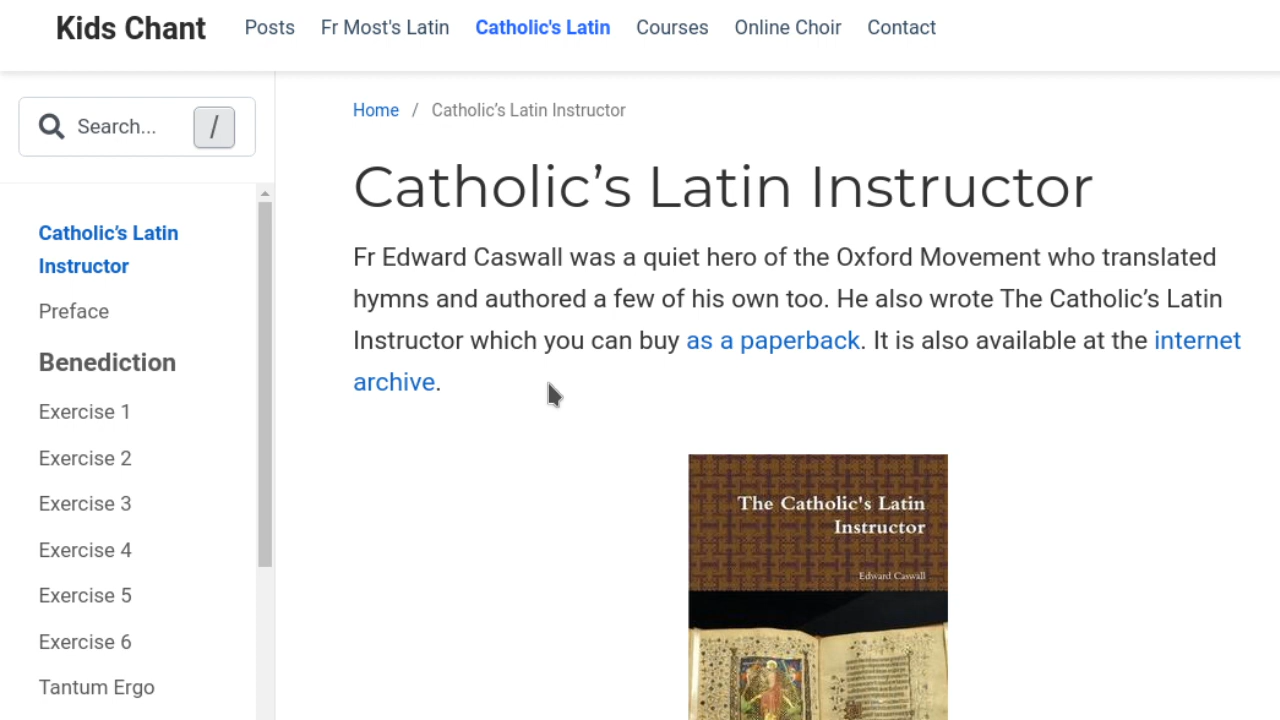 Kids Chant Posts Fr Most's Latin Catholic's Latin Courses Online Choir Contact
Search... /
Catholic’s Latin
Instructor
Preface
Benediction
Exercise 1
Exercise 2
Exercise 3
Exercise 4
Exercise 5
Exercise 6
Tantum Ergo
Home / Catholic’s Latin Instructor
Catholic’s Latin Instructor
Fr Edward Caswall was a quiet hero of the Oxford Movement who translated
hymns and authored a few of his own too. He also wrote The Catholic’s Latin
Instructor which you can buy as a paperback. It is also available at the internet
archive.
The Catholic's Latin
Instructor
Edward Caswall